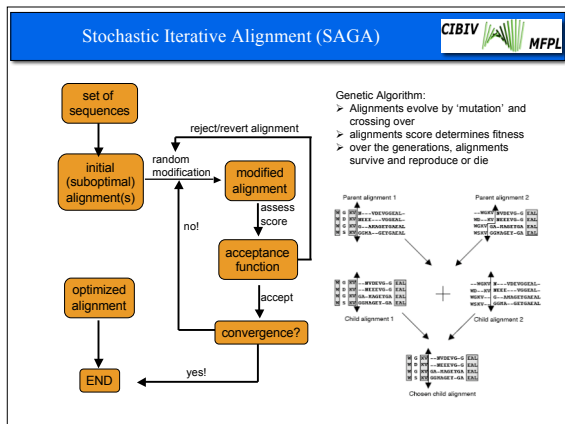 Stochastic Iterative Alignment (SAGA)
CIBIV
MFPL
set of
sequences
reject/revert alignment
initial
(suboptimal)
alignment(s)
random
modification
modified
alignment
assess
score
no!
acceptance
function
optimized
alignment
accept
convergence?
yes!
END
Genetic Algorithm:
➢ Alignments evolve by 'mutation' and
crossing over
➢ alignments score determines fitness
➢ over the generations, alignments
survive and reproduce or die
Parent alignment 1
Parent alignment 2
Child alignment 1
Child alignment 2
Chosen child alignment